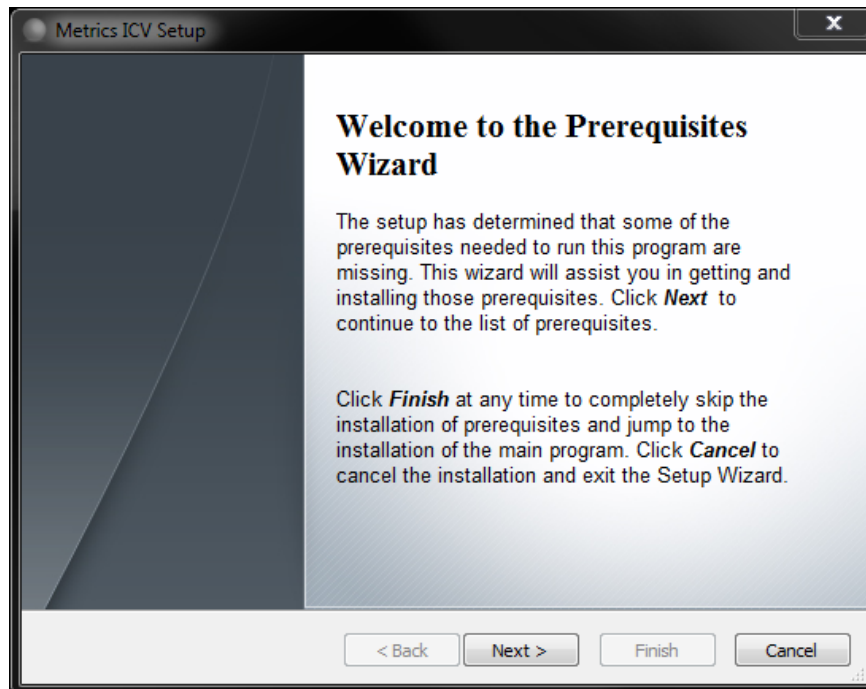 Metrics ICV Setup
X
Welcome to the Prerequisites
Wizard
The setup has determined that some of the
prerequisites needed to run this program are
missing. This wizard will assist you in getting and
installing those prerequisites. Click Next to
continue to the list of prerequisites.
Click Finish at any time to completely skip the
installation of prerequisites and jump to the
installation of the main program. Click Cancel to
cancel the installation and exit the Setup Wizard.
< Back Next > Finish Cancel